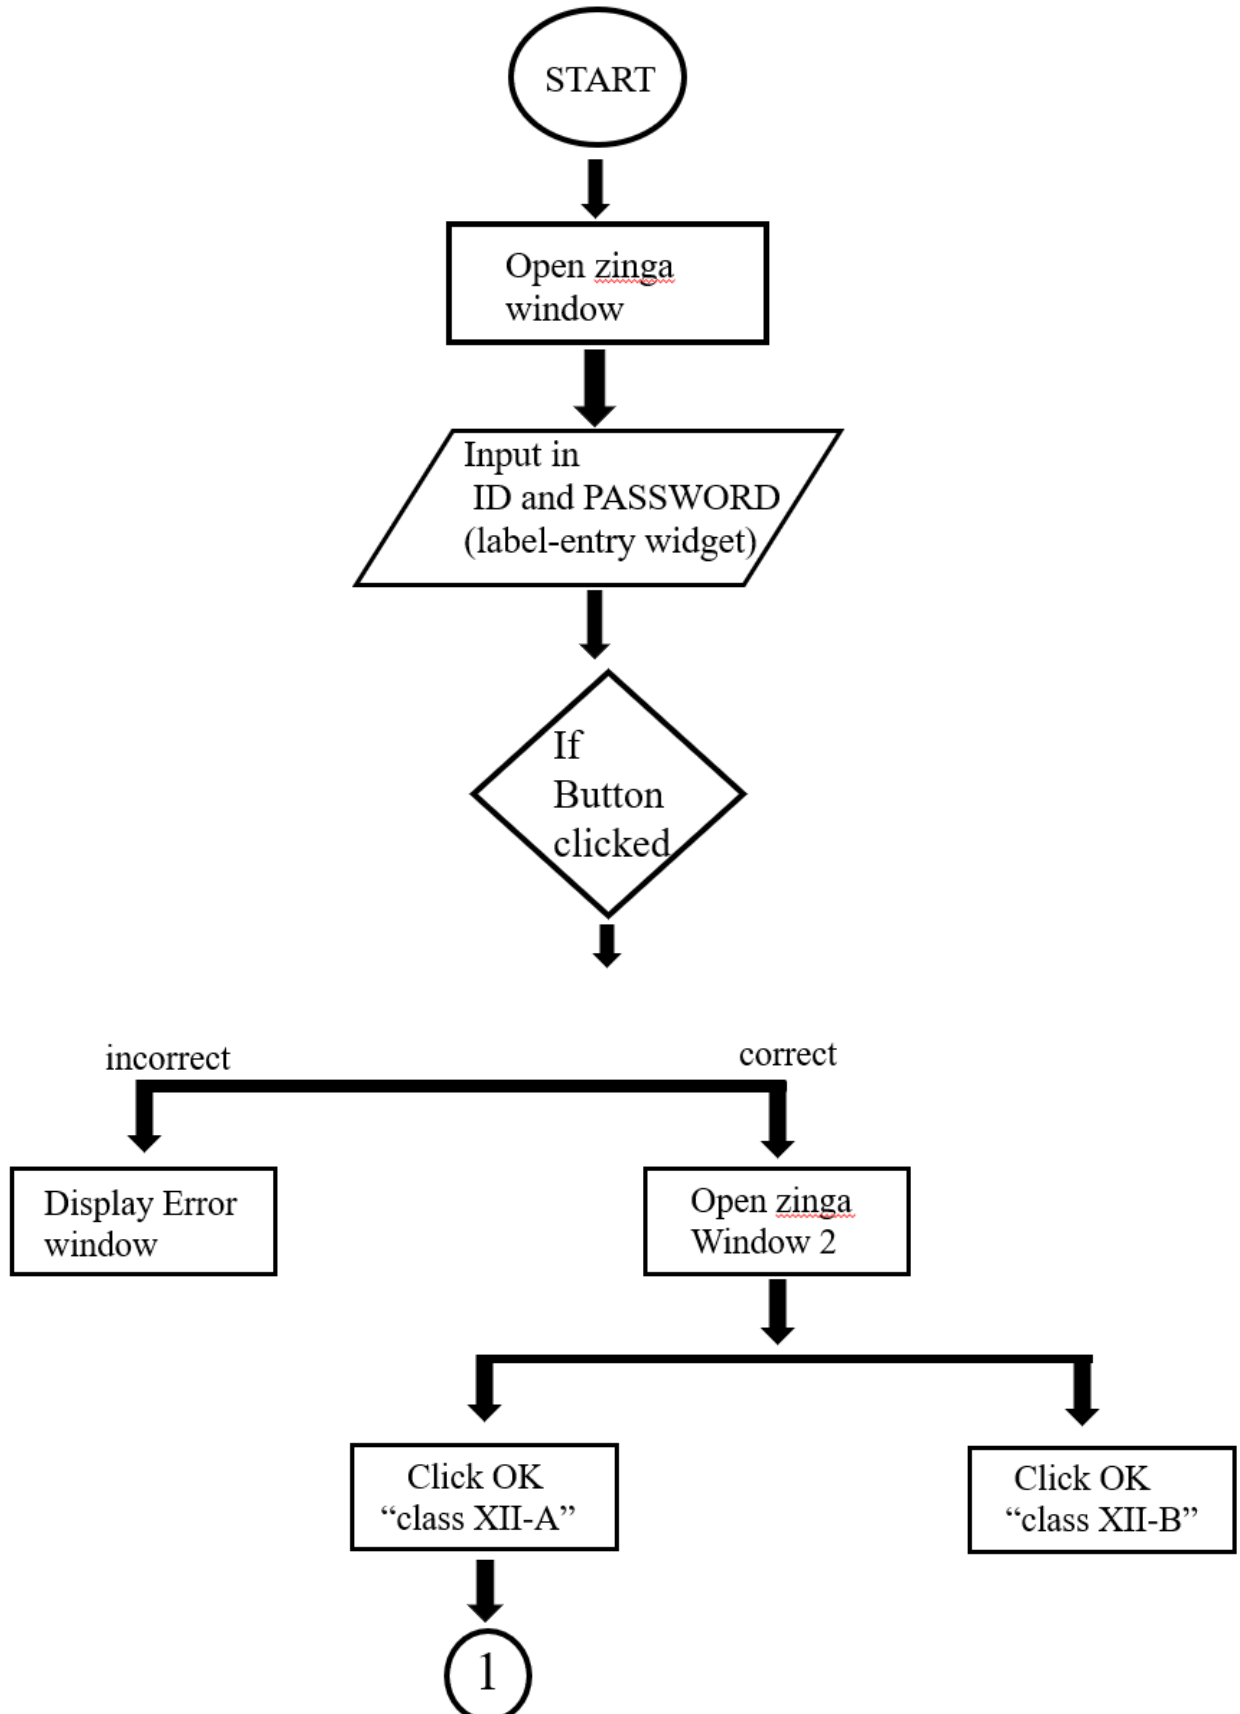 START
Open zinga
window
Input in
ID and PASSWORD
(label-entry widget)
If
Button
clicked
incorrect
correct
Display Error
window
Open zinga
Window 2
Click OK
“class XII-A”
Click OK
“class XII-B”
1